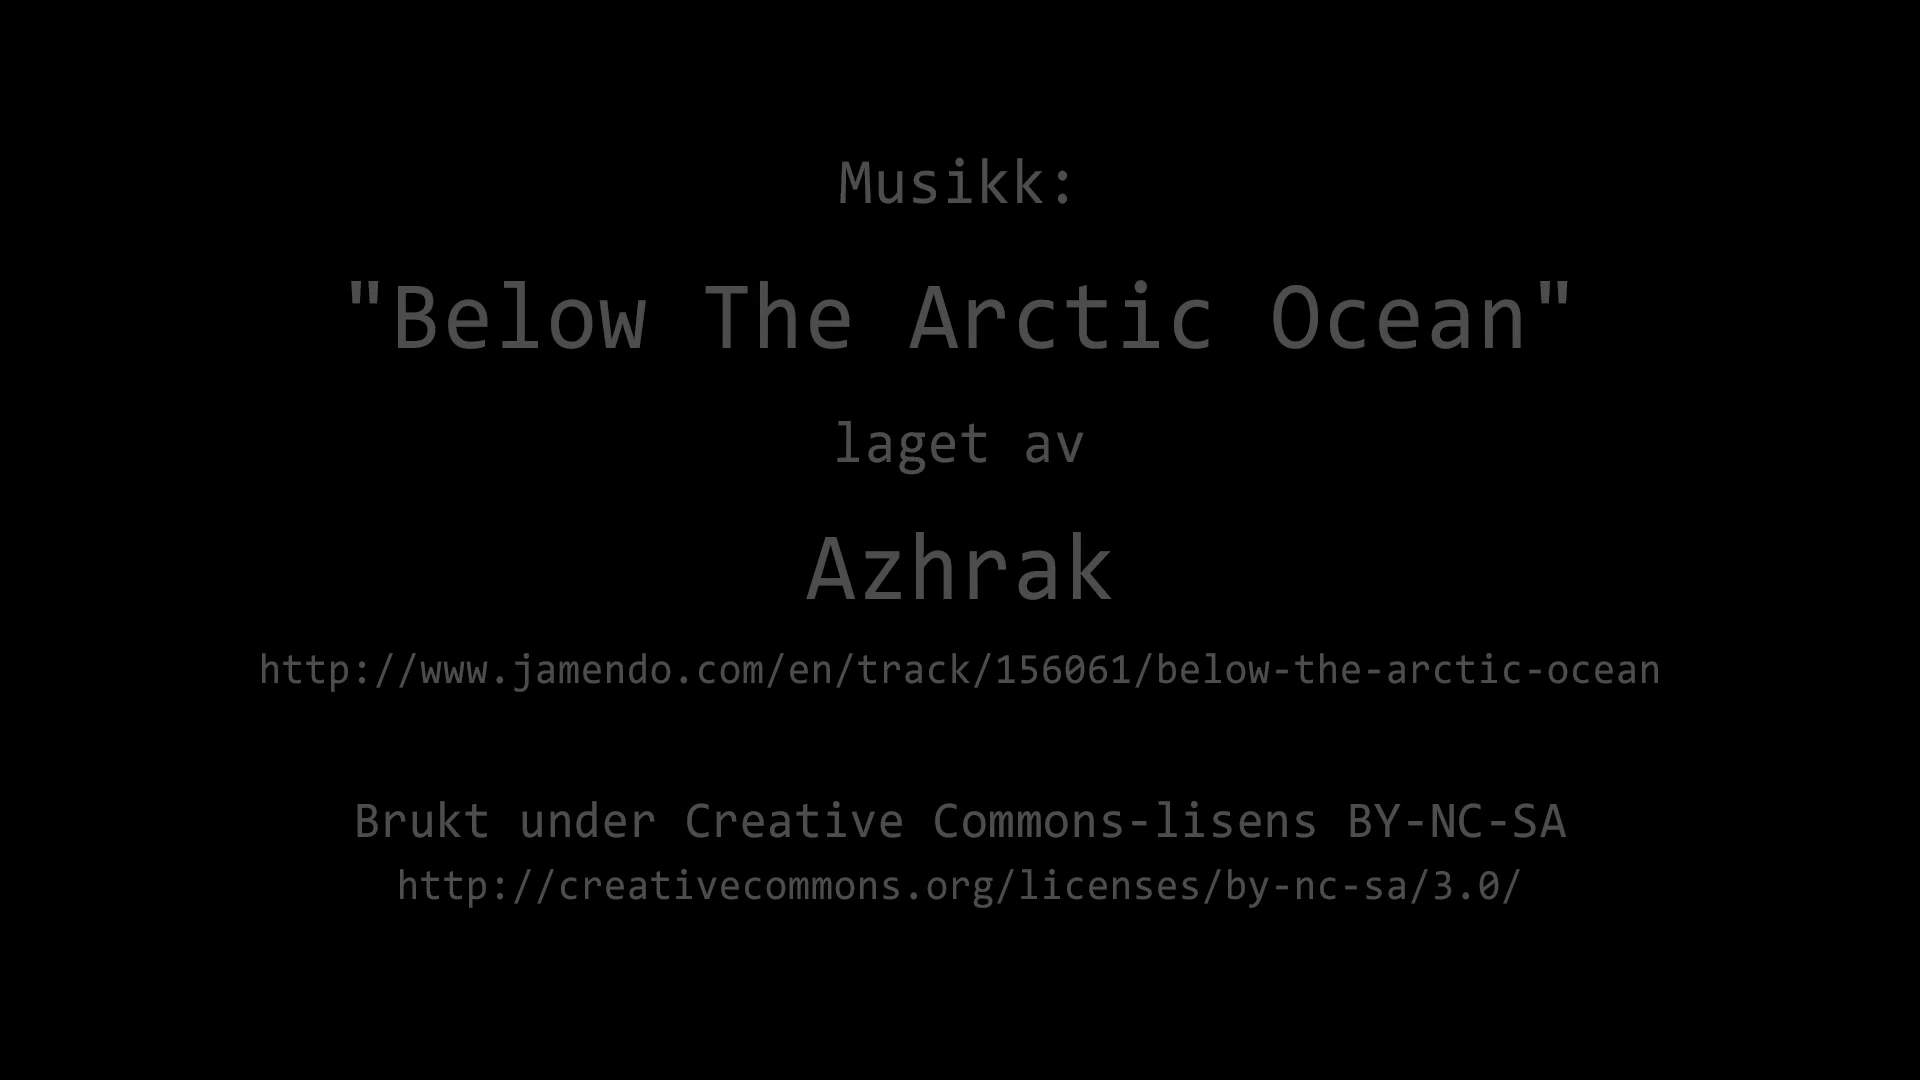 Musikk:
"Below The Arctic Ocean"
laget av
Azhrak
http://www.jamendo.com/en/track/156061/below-the-arctic-ocean
Brukt under Creative Commons-lisens BY-NC-SA
http://creativecommons.org/licenses/by-nc-sa/3.0/